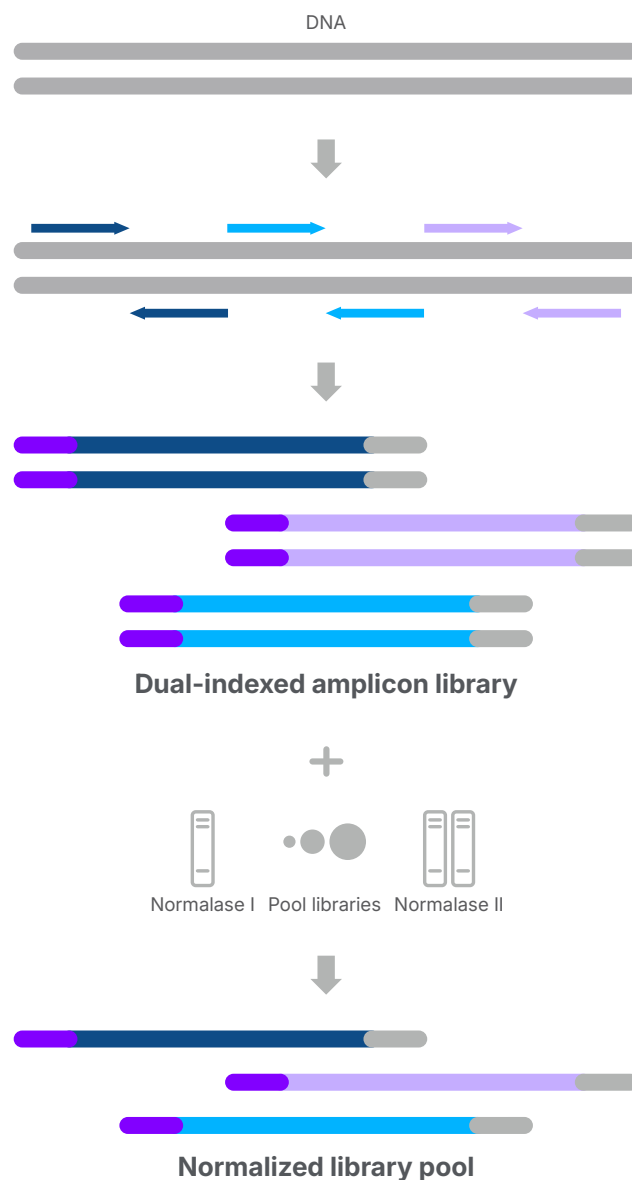 DNA
Dual-indexed amplicon library
Normalase I Pool libraries Normalase II
Normalized library pool